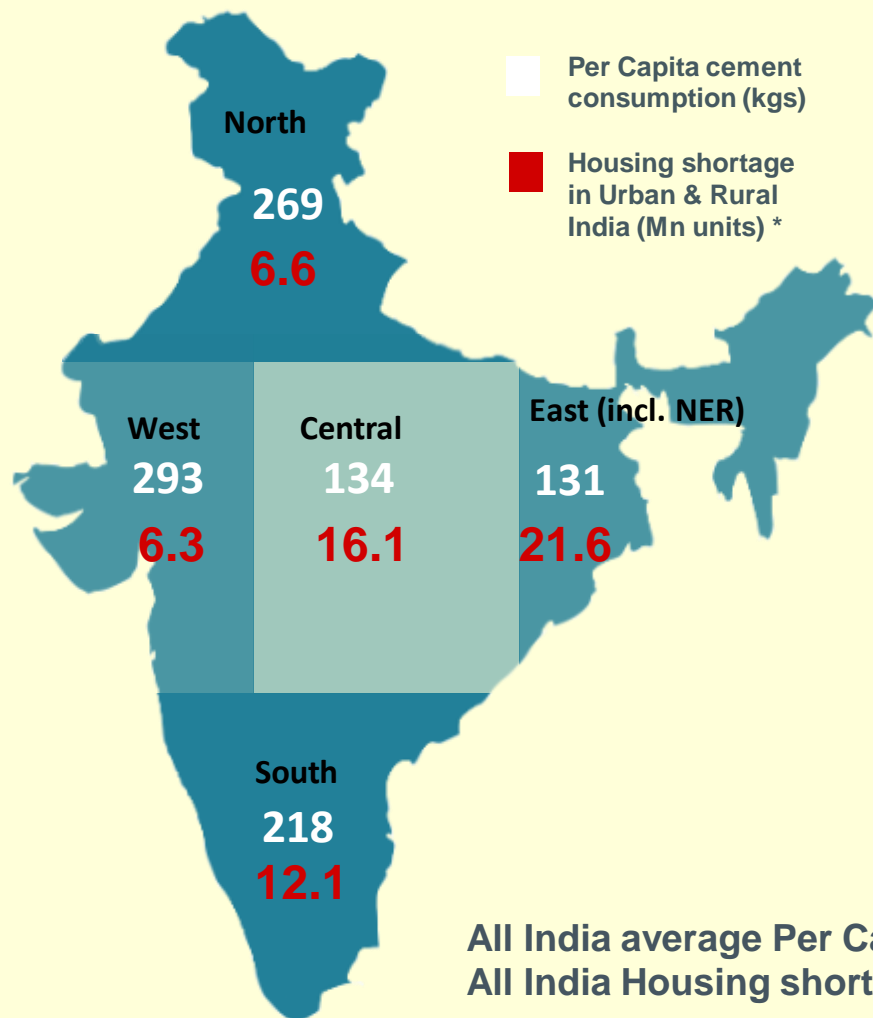 Per Capita cement
consumption (kgs)
Housing shortage
in Urban & Rural
India (Mn units) *
North
269
6.6
West
293
6.3
Central
134
16.1
East (incl. NER)
131
21.6
South
218
12.1
All India average Per
All India Housing